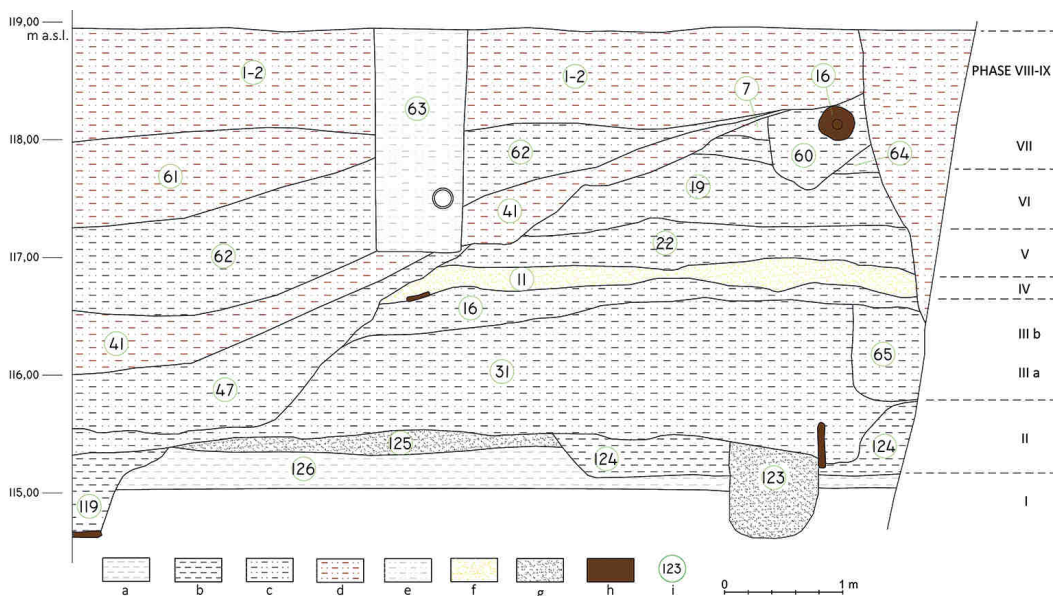 119,00
m a.s.l.
1-2
1-2
16
PHASE VIII-IX
7
63
118,00
62
60
64
VII
61
19
VI
41
22
62
V
117,00
11
IV
16
41
65
III b
31
III a
116,00
47
125
124
124
II
126
123
119
115,00
I
a b c d e f g h i
123
0 1 m